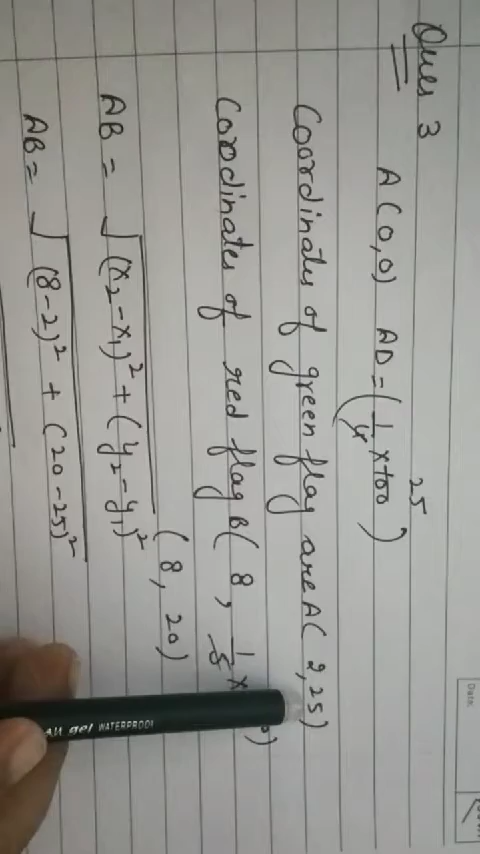 Ques 3
A(0,0) AD = (1/4 × 100) 25
Coordinates of green flag are A(2,25)
Coordinates of red flag B(8, 1/5 ×
(8, 20)
AB = √(x₂-x₁)² + (y₂-y₁)²
AB = √(8-2)² + (20-25)²
gel WATERPROOF
Date: